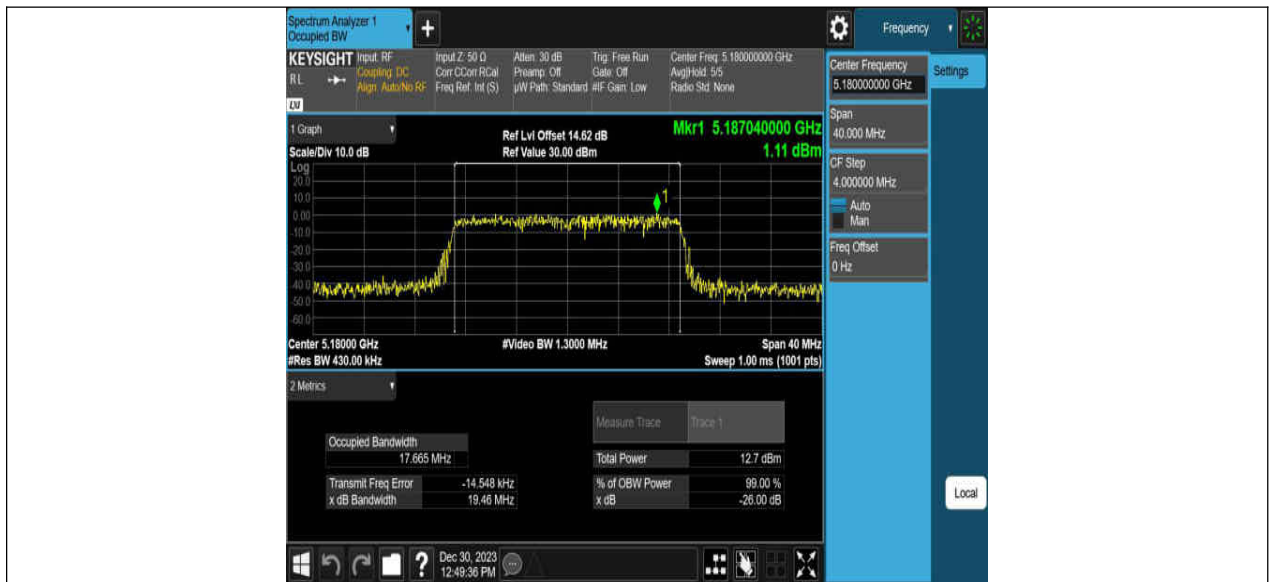 Spectrum Analyzer 1
Occupied BW
+
Frequency
KEYSIGHT
RL
LXI
Input: RF
Coupling: DC
Align: Auto/No RF
Input Z: 50 Ω
Corr CCorr RCal
Freq Ref: Int (S)
Atten: 30 dB
Preamp: Off
µW Path: Standard
Trig: Free Run
Gate: Off
#IF Gain: Low
Center Freq: 5.180000000 GHz
Avg|Hold: 5/5
Radio Std: None
Center Frequency
5.180000000 GHz
Settings
Span
40.000 MHz
CF Step
4.000000 MHz
Auto
Man
Freq Offset
0 Hz
1 Graph
Scale/Div 10.0 dB
Ref Lvl Offset 14.62 dB
Ref Value 30.00 dBm
Mkr1 5.187040000 GHz
1.11 dBm
Log
20.0
10.0
0.00
-10.0
-20.0
-30.0
-40.0
-50.0
-60.0
1
Center 5.18000 GHz
#Res BW 430.00 kHz
#Video BW 1.3000 MHz
Span 40 MHz
Sweep 1.00 ms (1001 pts)
2 Metrics
Measure Trace Trace 1
Occupied Bandwidth
17.665 MHz
Total Power 12.7 dBm
Transmit Freq Error -14.548 kHz
% of OBW Power 99.00 %
x dB Bandwidth 19.46 MHz
x dB -26.00 dB
Local
?
Dec 30, 2023
12:49:36 PM